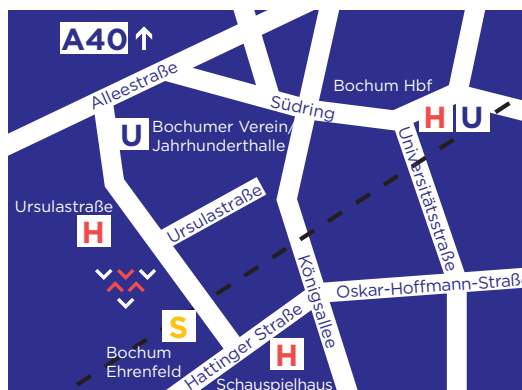 A40 ↑
Alleestraße
Südring
Bochum Hbf
H U
U
Bochumer Verein/
Jahrhunderthalle
Universitätsstraße
Ursulastraße
H
Ursulastraße
Königsallee
Oskar-Hoffmann-Straße
S
Bochum
Ehrenfeld
Hattinger Straße
H
Schauspielhaus